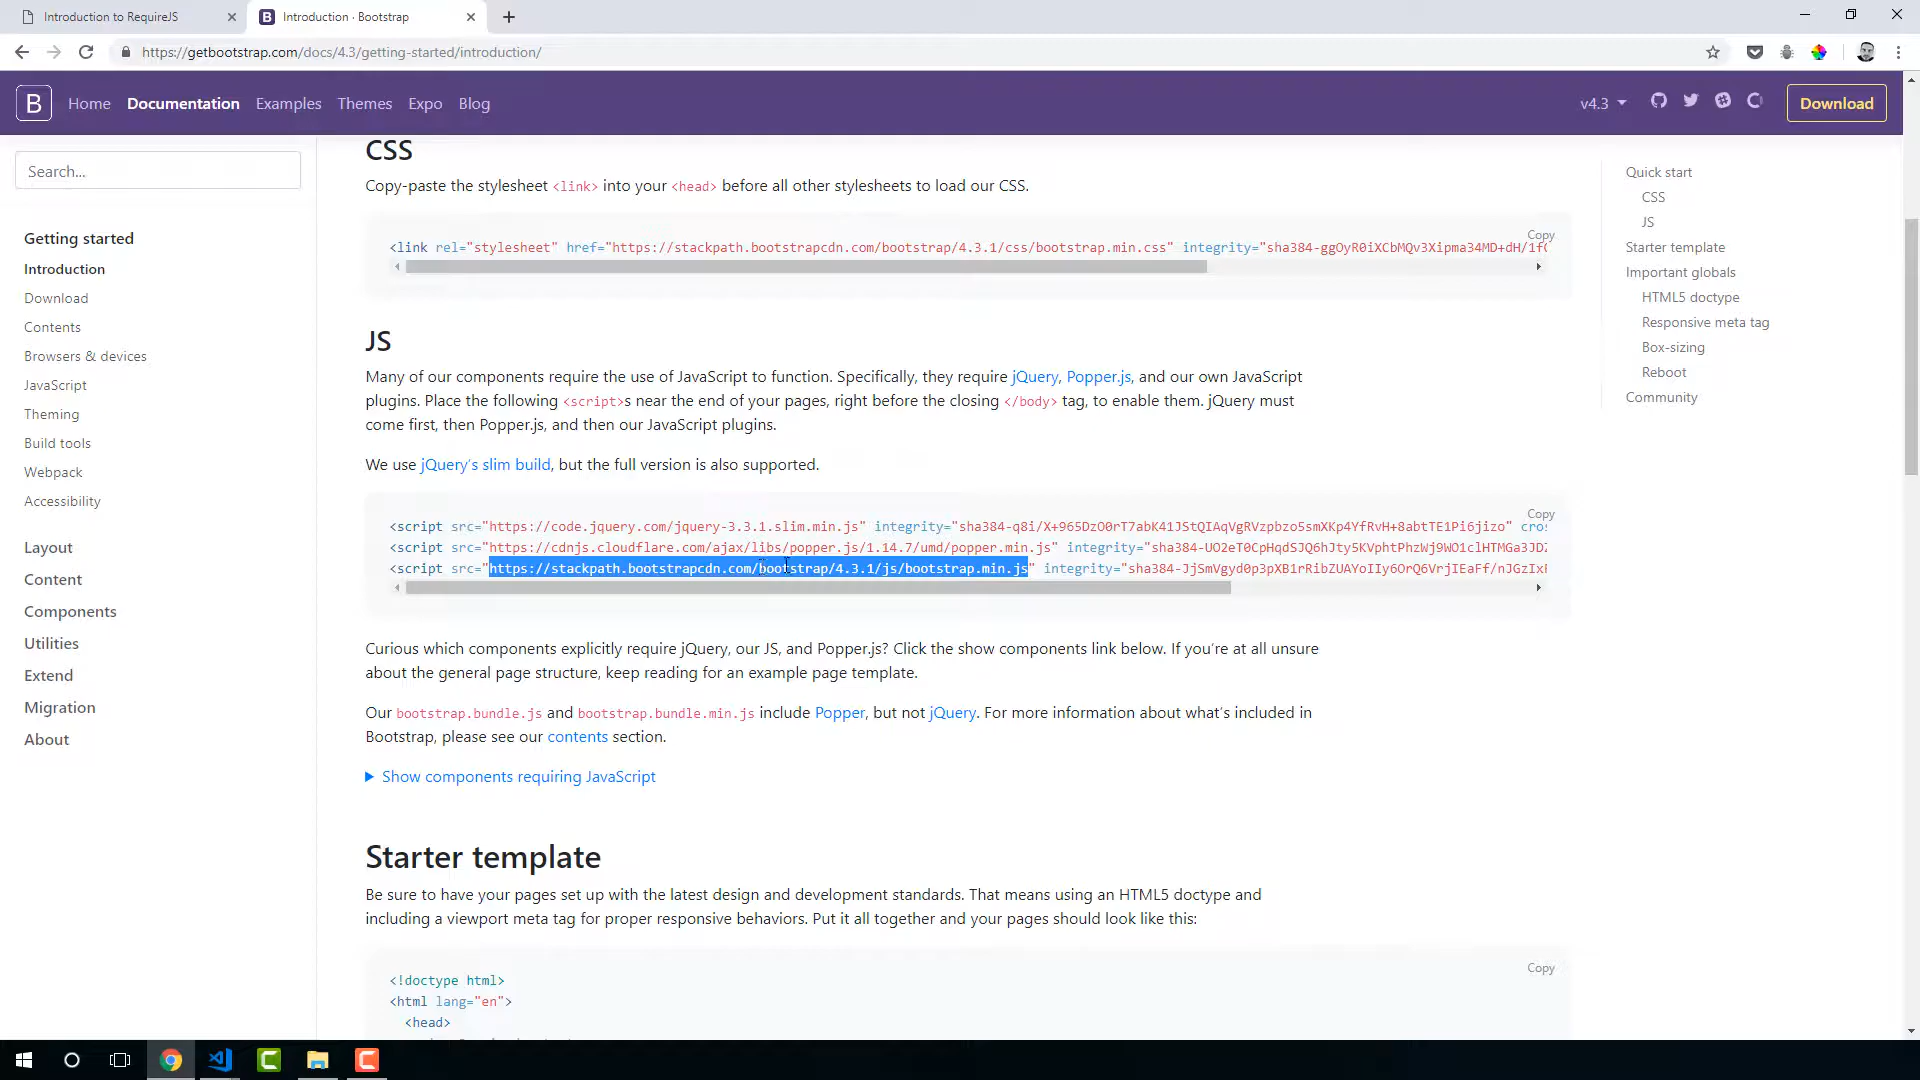 Introduction to RequireJS
Introduction · Bootstrap
https://getbootstrap.com/docs/4.3/getting-started/introduction/
B Home Documentation Examples Themes Expo Blog v4.3 Download
Search...
Getting started
Introduction
Download
Contents
Browsers & devices
JavaScript
Theming
Build tools
Webpack
Accessibility
Layout
Content
Components
Utilities
Extend
Migration
About
CSS
Copy-paste the stylesheet <link> into your <head> before all other stylesheets to load our CSS.
Copy
<link rel="stylesheet" href="https://stackpath.bootstrapcdn.com/bootstrap/4.3.1/css/bootstrap.min.css" integrity="sha384-ggOyR0iXCbMQv3Xipma34MD+dH/1f
JS
Many of our components require the use of JavaScript to function. Specifically, they require jQuery, Popper.js, and our own JavaScript
plugins. Place the following <script>s near the end of your pages, right before the closing </body> tag, to enable them. jQuery must
come first, then Popper.js, and then our JavaScript plugins.
We use jQuery's slim build, but the full version is also supported.
Copy
<script src="https://code.jquery.com/jquery-3.3.1.slim.min.js" integrity="sha384-q8i/X+965DzO0rT7abK41JStQIAqVgRVzpbzo5smXKp4YfRvH+8abtTE1Pi6jizo" cro
<script src="https://cdnjs.cloudflare.com/ajax/libs/popper.js/1.14.7/umd/popper.min.js" integrity="sha384-UO2eT0CpHqdSJQ6hJty5KVphtPhzWj9WO1clHTMGa3JD
<script src="https://stackpath.bootstrapcdn.com/bootstrap/4.3.1/js/bootstrap.min.js" integrity="sha384-JjSmVgyd0p3pXB1rRibZUAYoIIy6OrQ6VrjIEaFf/nJGzIx
Curious which components explicitly require jQuery, our JS, and Popper.js? Click the show components link below. If you're at all unsure
about the general page structure, keep reading for an example page template.
Our bootstrap.bundle.js and bootstrap.bundle.min.js include Popper, but not jQuery. For more information about what's included in
Bootstrap, please see our contents section.
Show components requiring JavaScript
Starter template
Be sure to have your pages set up with the latest design and development standards. That means using an HTML5 doctype and
including a viewport meta tag for proper responsive behaviors. Put it all together and your pages should look like this:
Copy
<!doctype html>
<html lang="en">
<head>
Quick start
CSS
JS
Starter template
Important globals
HTML5 doctype
Responsive meta tag
Box-sizing
Reboot
Community